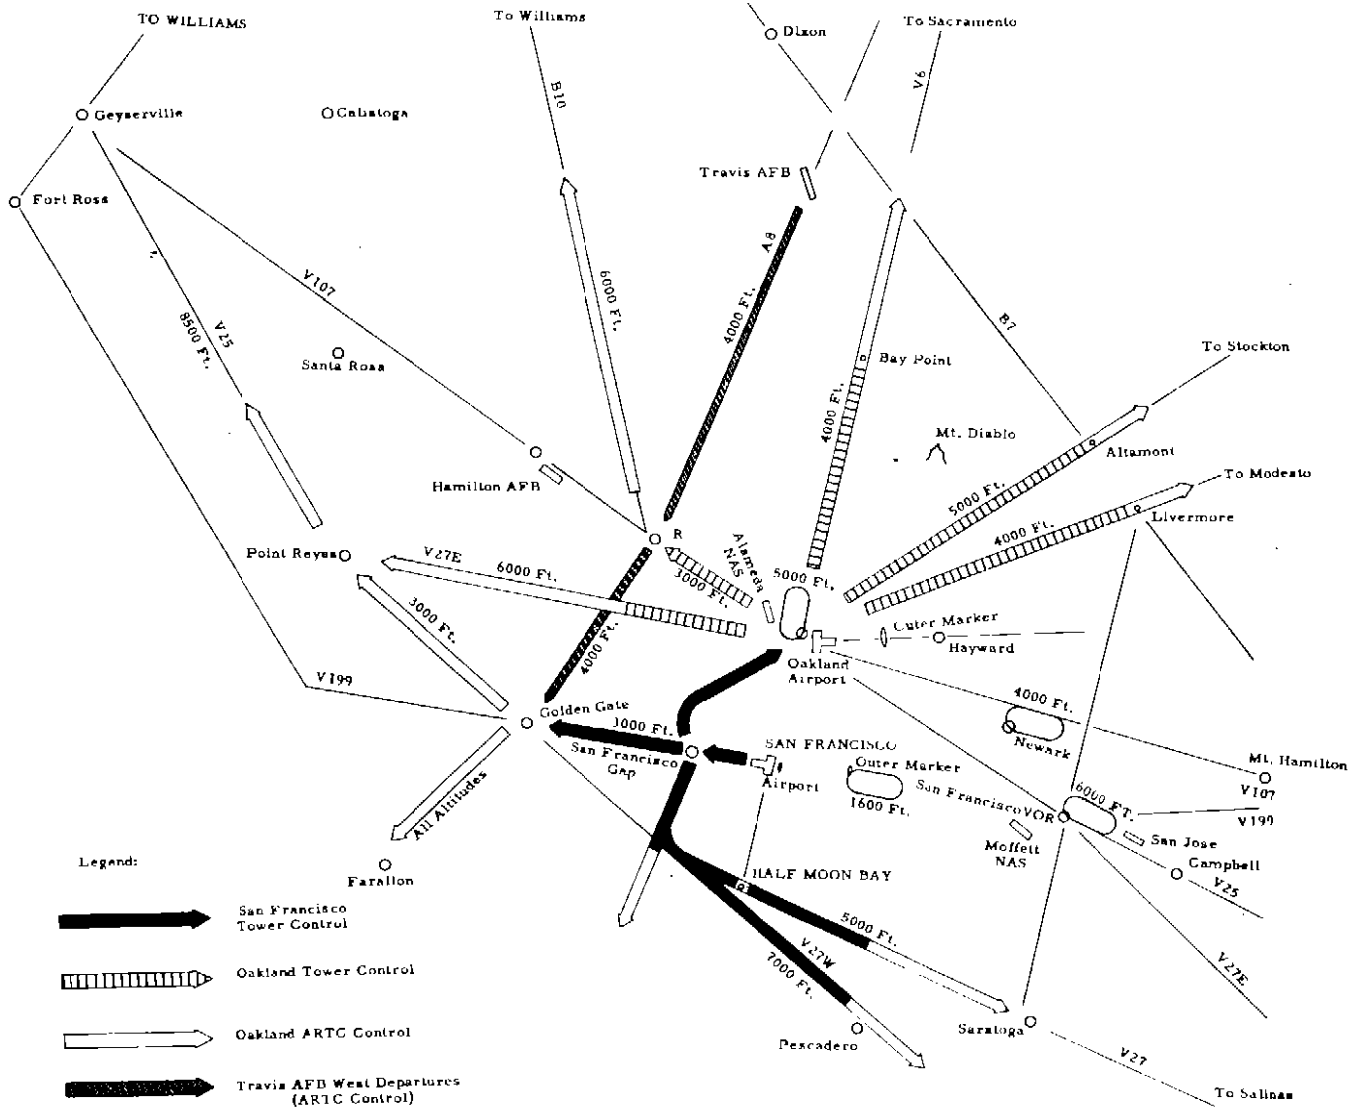 TO WILLIAMS
To Williams
To Sacramento
Dixon
V6
B10
Geyserville
Calistoga
Travis AFB
Fort Ross
A8
V107
6000 Ft.
4000 Ft.
B7
V25
8500 Ft.
Santa Rosa
Bay Point
To Stockton
4000 Ft.
Mt. Diablo
Altamont
Hamilton AFB
5000 Ft.
To Modesto
4000 Ft.
Livermore
R
Point Reyes
V27E
6000 Ft.
3000 Ft.
Alameda
NAS
5000 Ft.
3000 Ft.
4000 Ft.
Outer Marker
Hayward
Oakland
Airport
V199
4000 Ft.
Golden Gate
3000 Ft.
San Francisco
Gap
SAN FRANCISCO
Airport
Outer Marker
1600 Ft.
Newark
Mt. Hamilton
V107
San Francisco VOR
6000 FT.
V199
Moffett
NAS
San Jose
Campbell
V25
All Altitudes
Farallon
HALF MOON BAY
5000 Ft.
V27W
7000 Ft.
V27E
Pescadero
Saratoga
V27
To Salinas
Legend:
San Francisco
Tower Control
Oakland Tower Control
Oakland ARTC Control
Travis AFB West Departures
(ARTC Control)